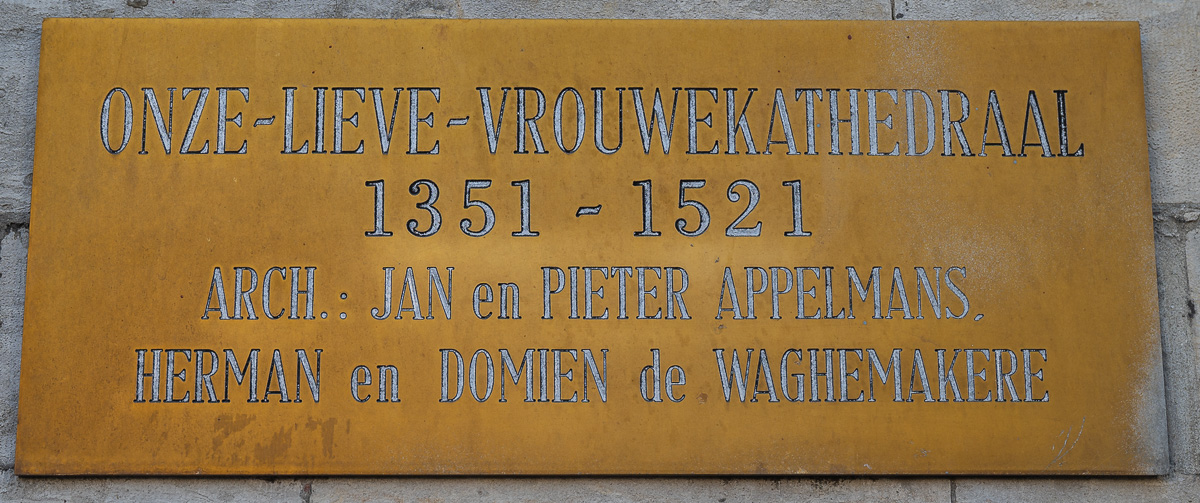 ONZE-LIEVE-VROUWEKATHEDRAAL
1351 - 1521
ARCH.: JAN en PIETER APPELMANS,
HERMAN en DOMIEN de WAGHEMAKERE